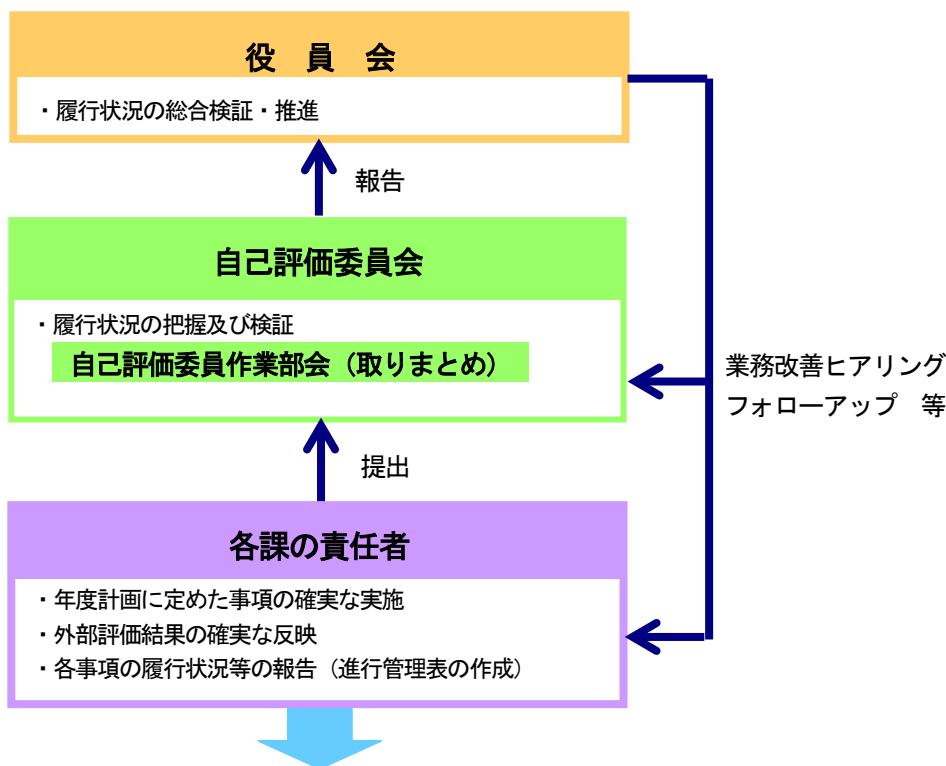 役　員　会
・履行状況の総合検証・推進
報告
自己評価委員会
・履行状況の把握及び検証
自己評価委員作業部会（取りまとめ）
業務改善ヒアリング
フォローアップ　等
提出
各課の責任者
・年度計画に定めた事項の確実な実施
・外部評価結果の確実な反映
・各事項の履行状況等の報告（進行管理表の作成）